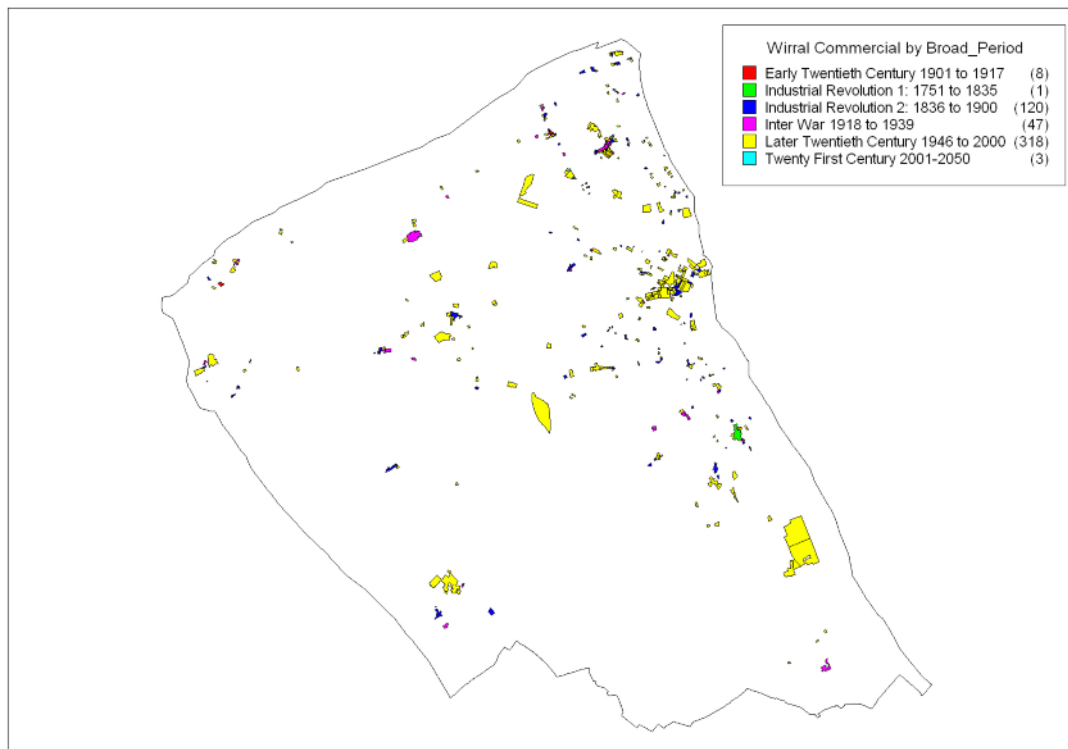 Wirral Commercial by Broad_Period
Early Twentieth Century 1901 to 1917 (8)
Industrial Revolution 1: 1751 to 1835 (1)
Industrial Revolution 2: 1836 to 1900 (120)
Inter War 1918 to 1939 (47)
Later Twentieth Century 1946 to 2000 (318)
Twenty First Century 2001-2050 (3)